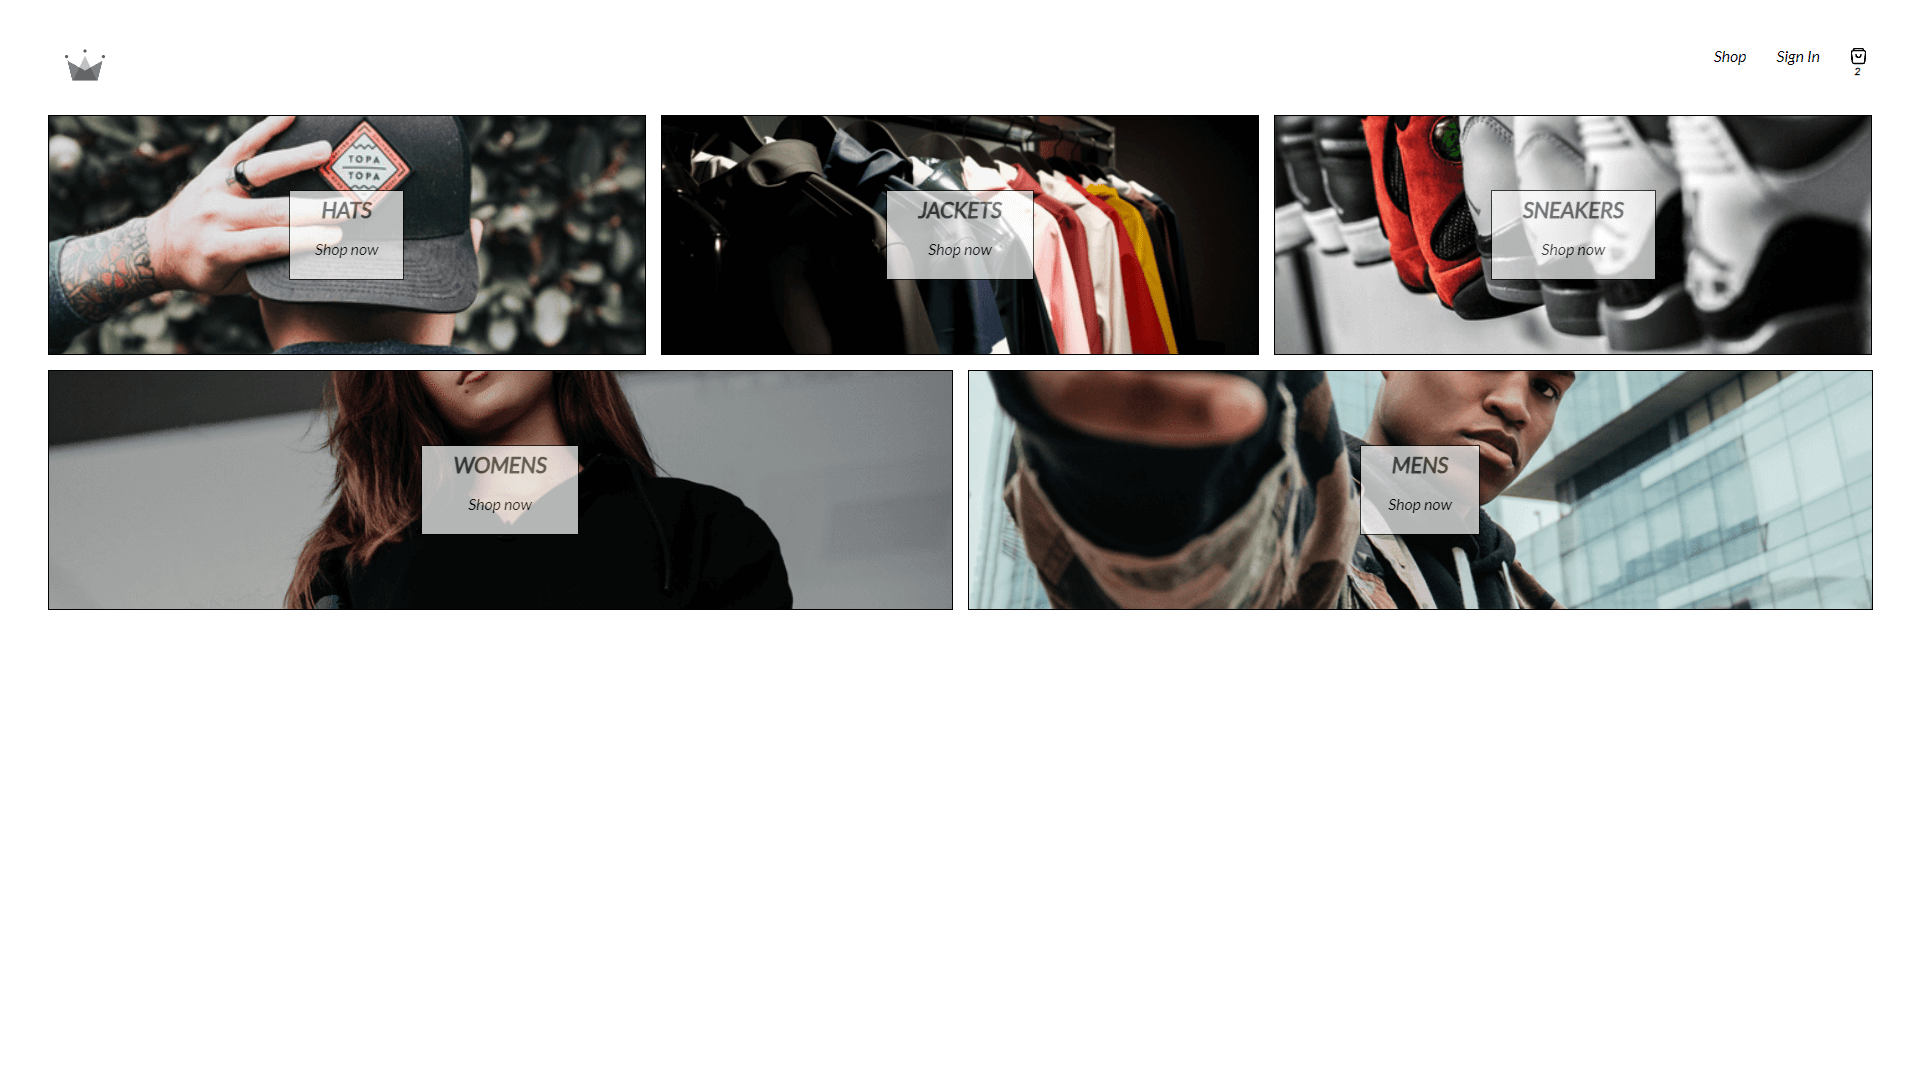 Shop
Sign In
2
TOPA
TOPA
HATS
Shop now
JACKETS
Shop now
SNEAKERS
Shop now
WOMENS
Shop now
MENS
Shop now